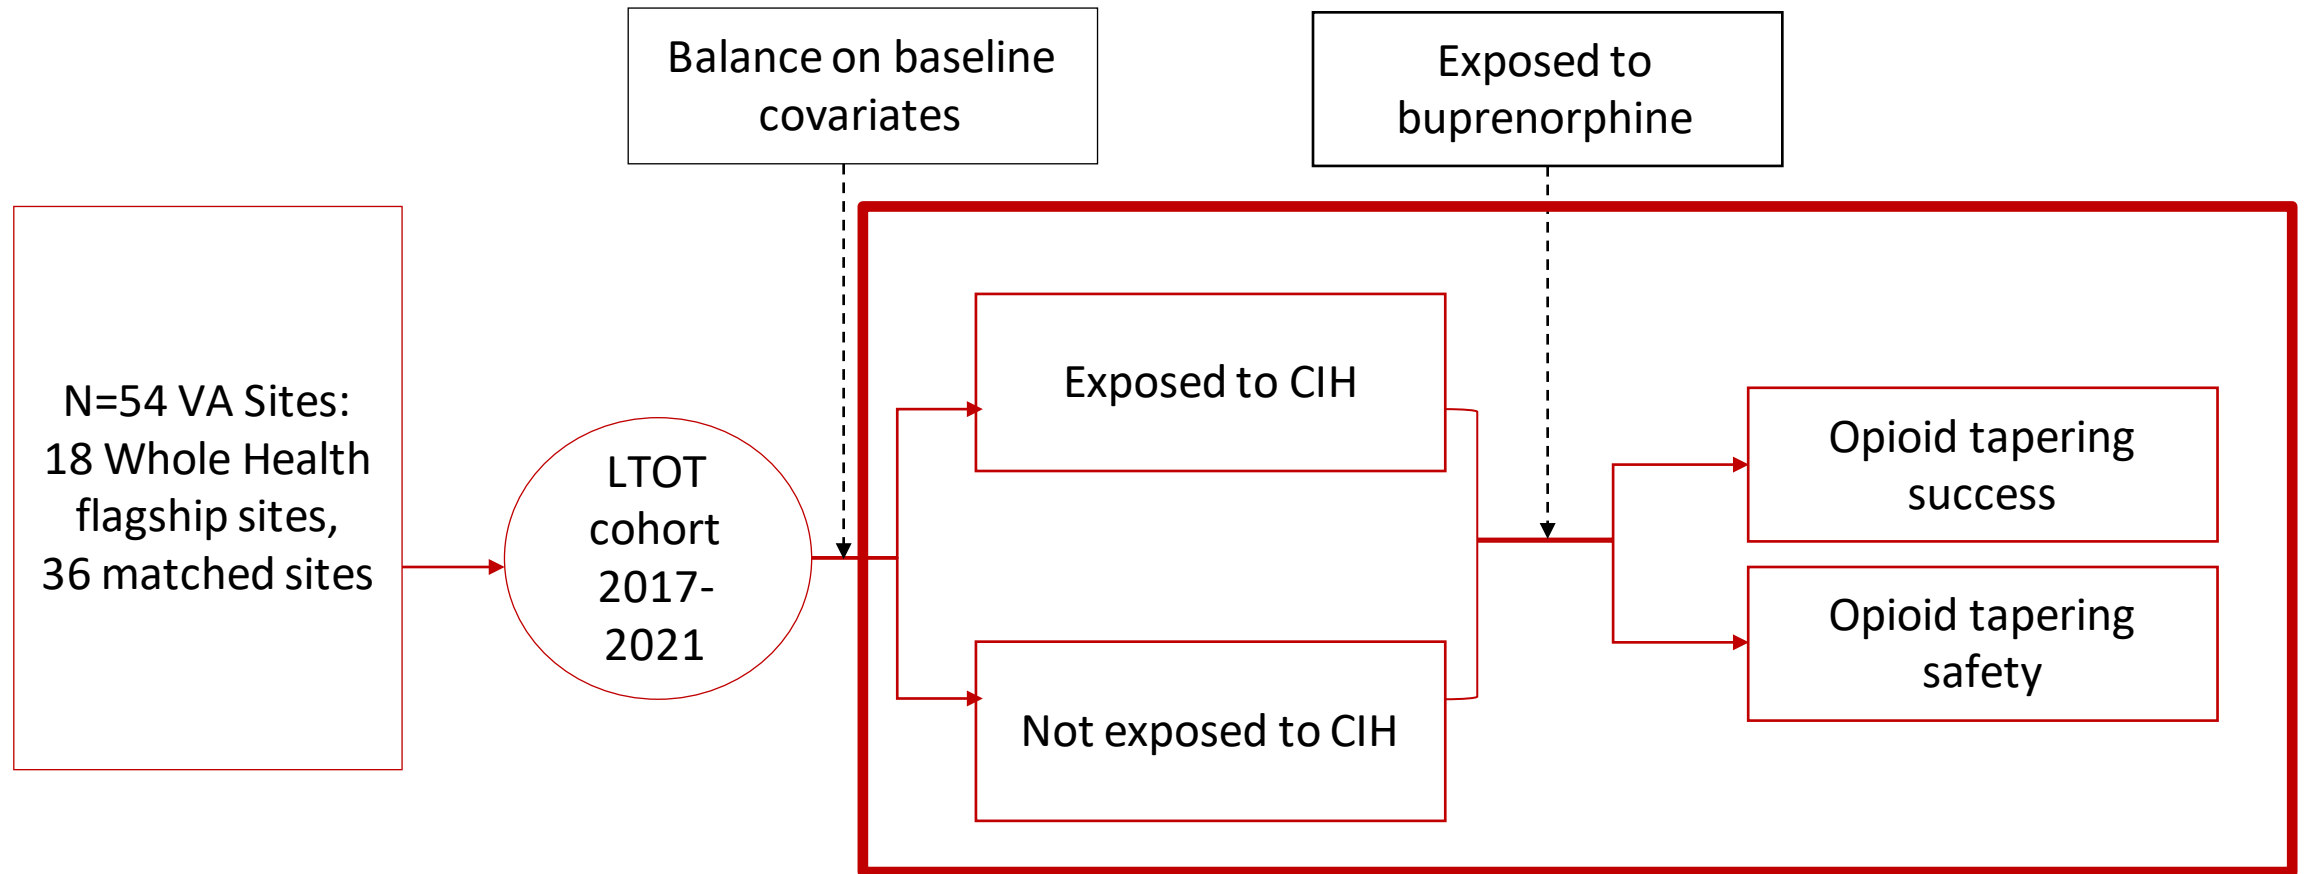 Balance on baseline
covariates
Exposed to
buprenorphine
N=54 VA Sites:
18 Whole Health
flagship sites,
36 matched sites
LTOT
cohort
2017-
2021
Exposed to CIH
Not exposed to CIH
Opioid tapering
success
Opioid tapering
safety